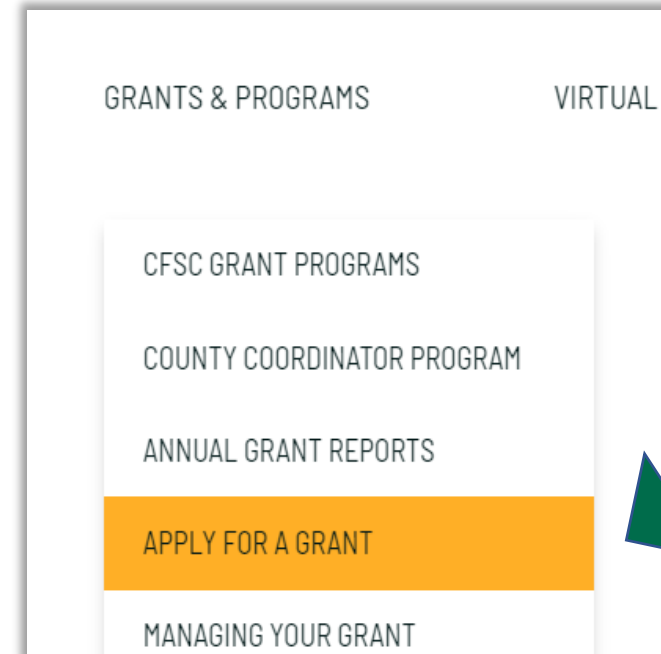 GRANTS & PROGRAMS
VIRTUAL
CFSC GRANT PROGRAMS
COUNTY COORDINATOR PROGRAM
ANNUAL GRANT REPORTS
APPLY FOR A GRANT
MANAGING YOUR GRANT